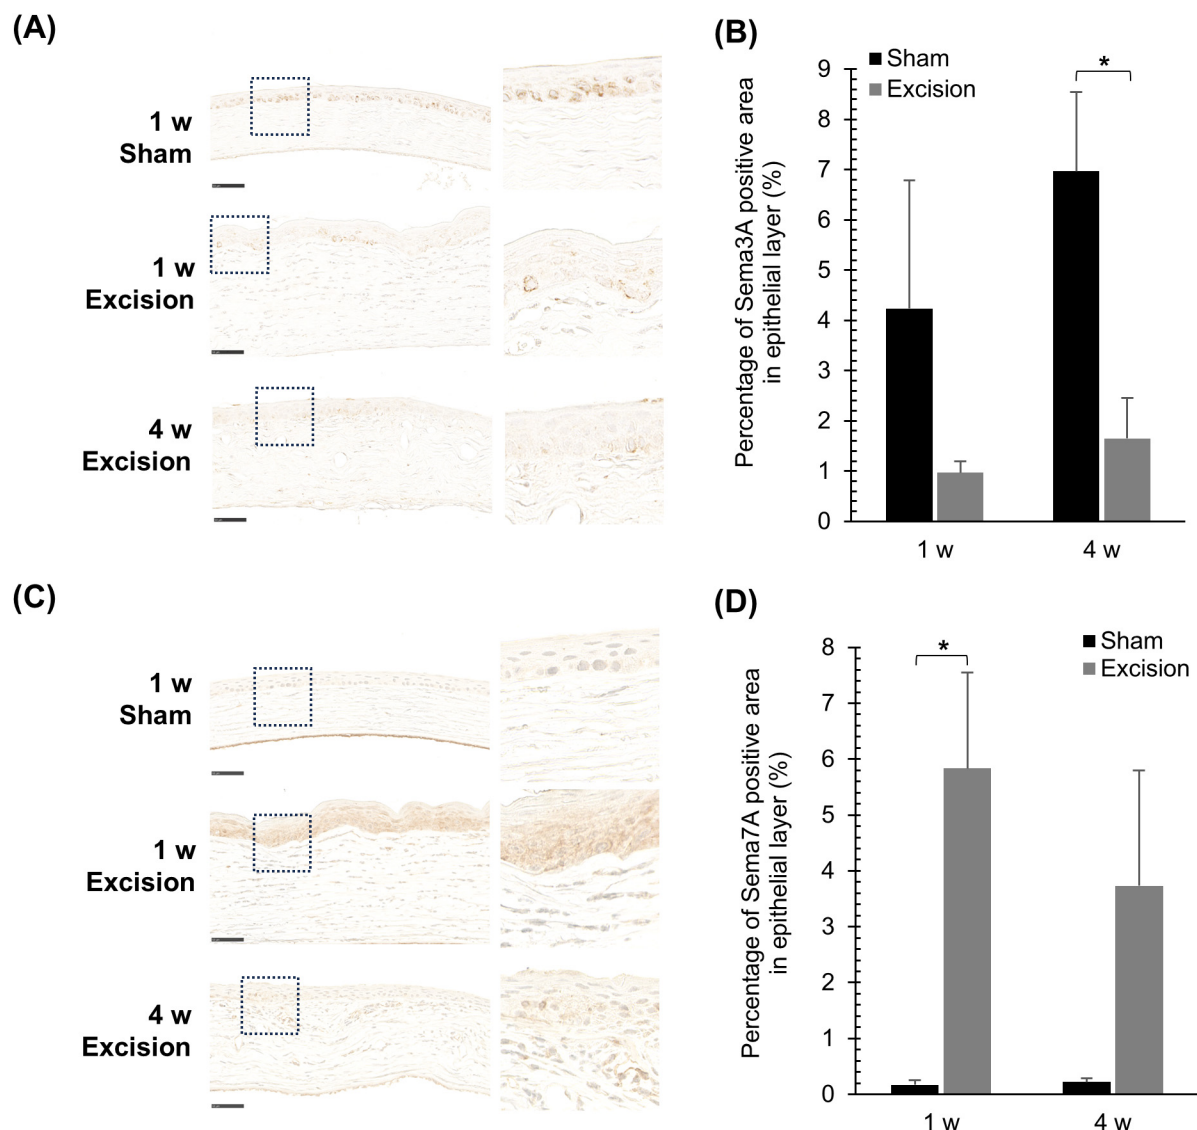 (A)
1 w
Sham
1 w
Excision
4 w
Excision
(B)
Sham
Excision
*
Percentage of Sema3A positive area
in epithelial layer (%)
9
8
7
6
5
4
3
2
1
0
1 w
4 w
(C)
1 w
Sham
1 w
Excision
4 w
Excision
(D)
Sham
Excision
*
Percentage of Sema7A positive area
in epithelial layer (%)
8
7
6
5
4
3
2
1
0
1 w
4 w